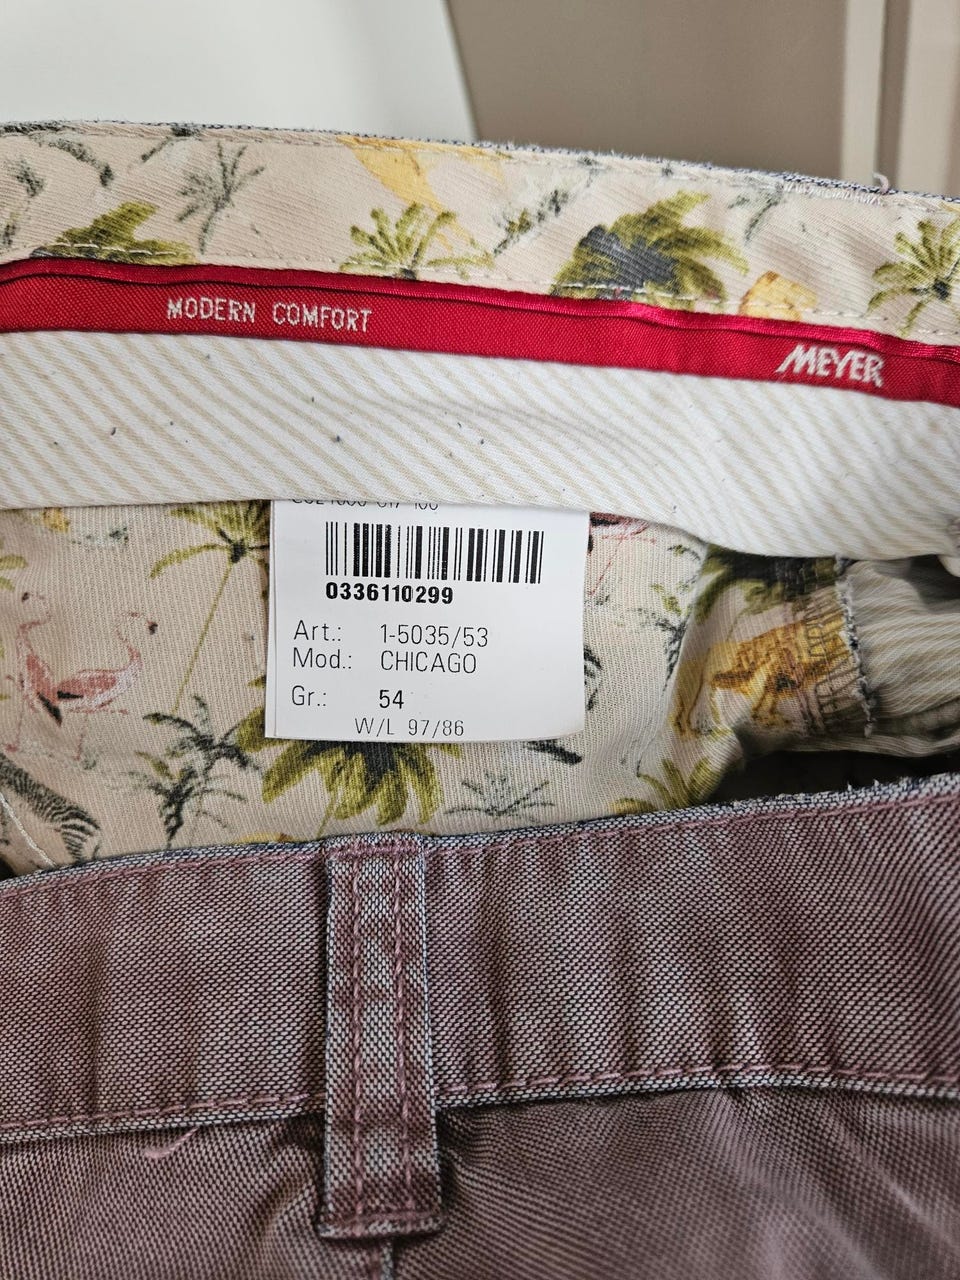 MODERN COMFORT
MEYER
0336110299
Art.: 1-5035/53
Mod.: CHICAGO
Gr.: 54
W/L 97/86